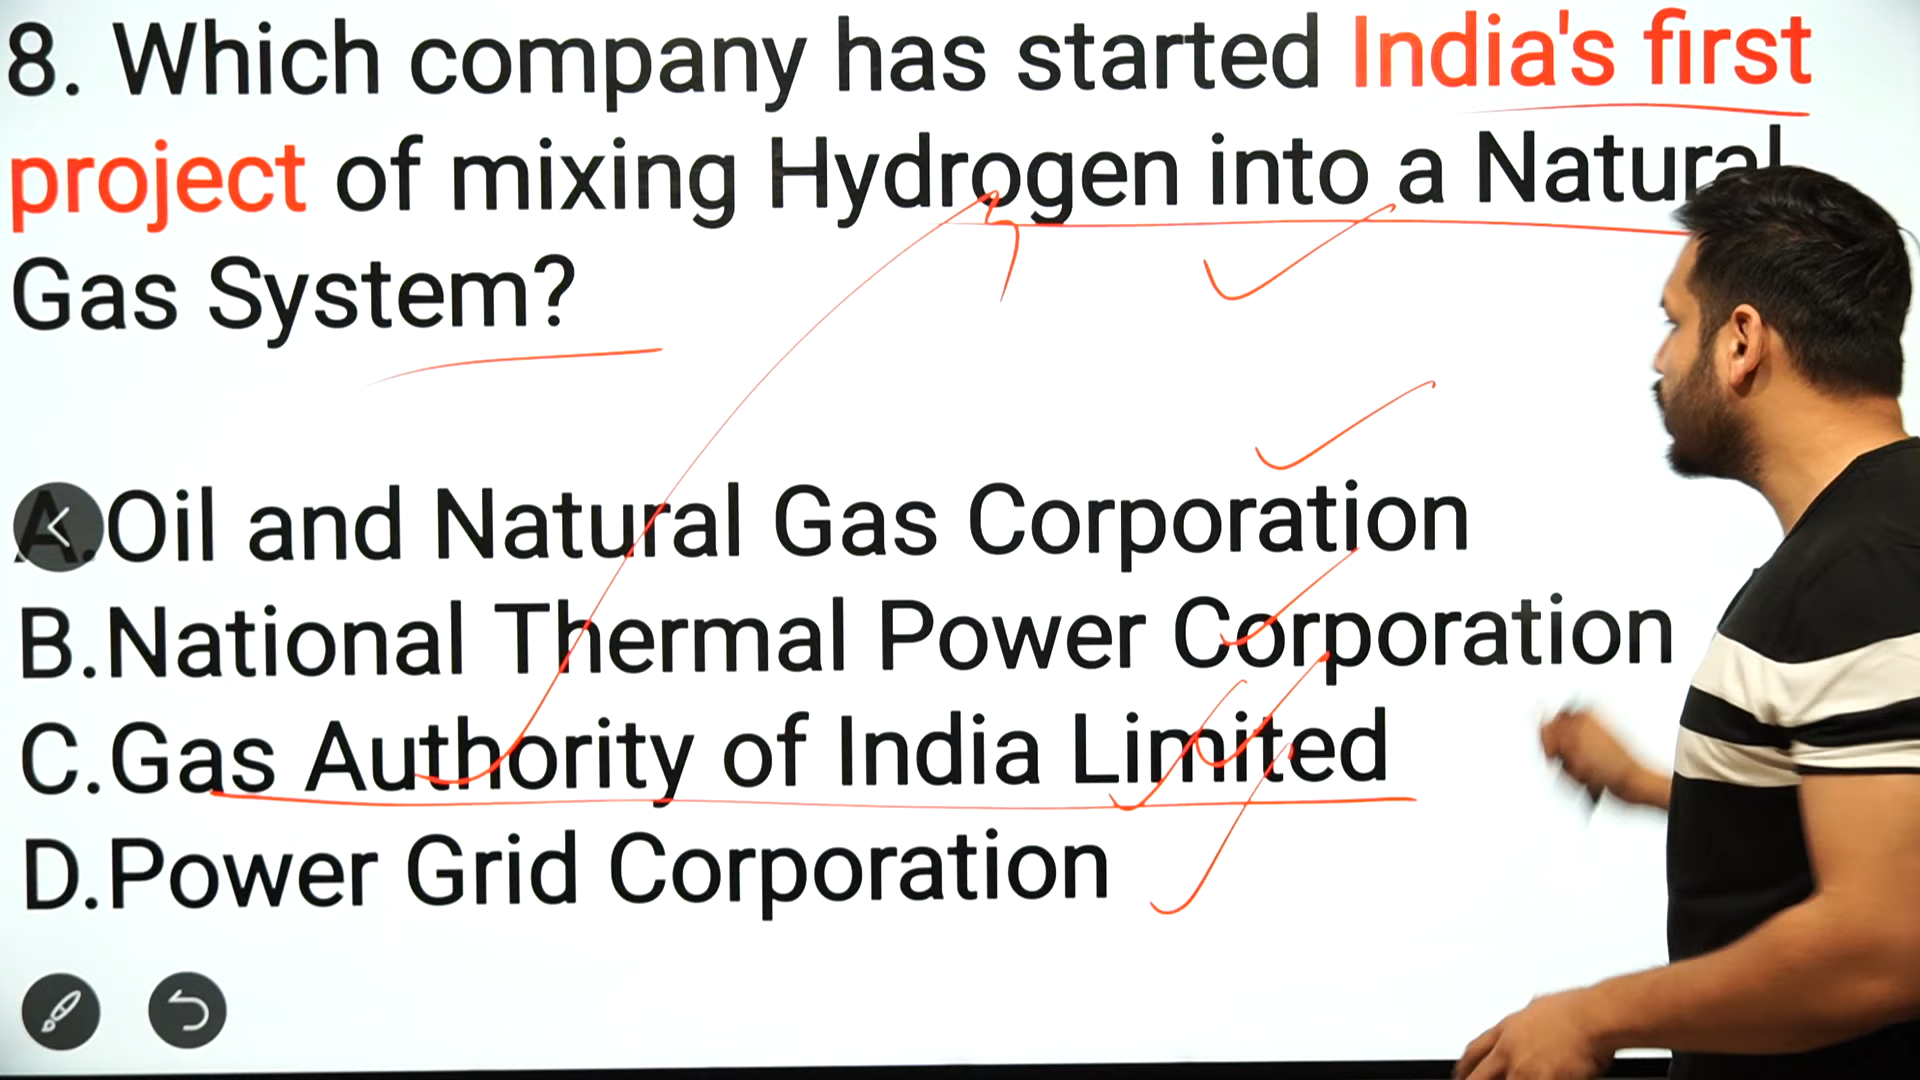 8. Which company has started India's first
project of mixing Hydrogen into a Natural
Gas System?
A.Oil and Natural Gas Corporation
B.National Thermal Power Corporation
C.Gas Authority of India Limited
D.Power Grid Corporation